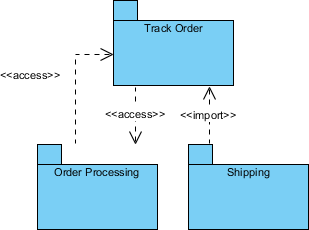 Track Order
<<access>>
<<access>>
<<import>>
Order Processing
Shipping